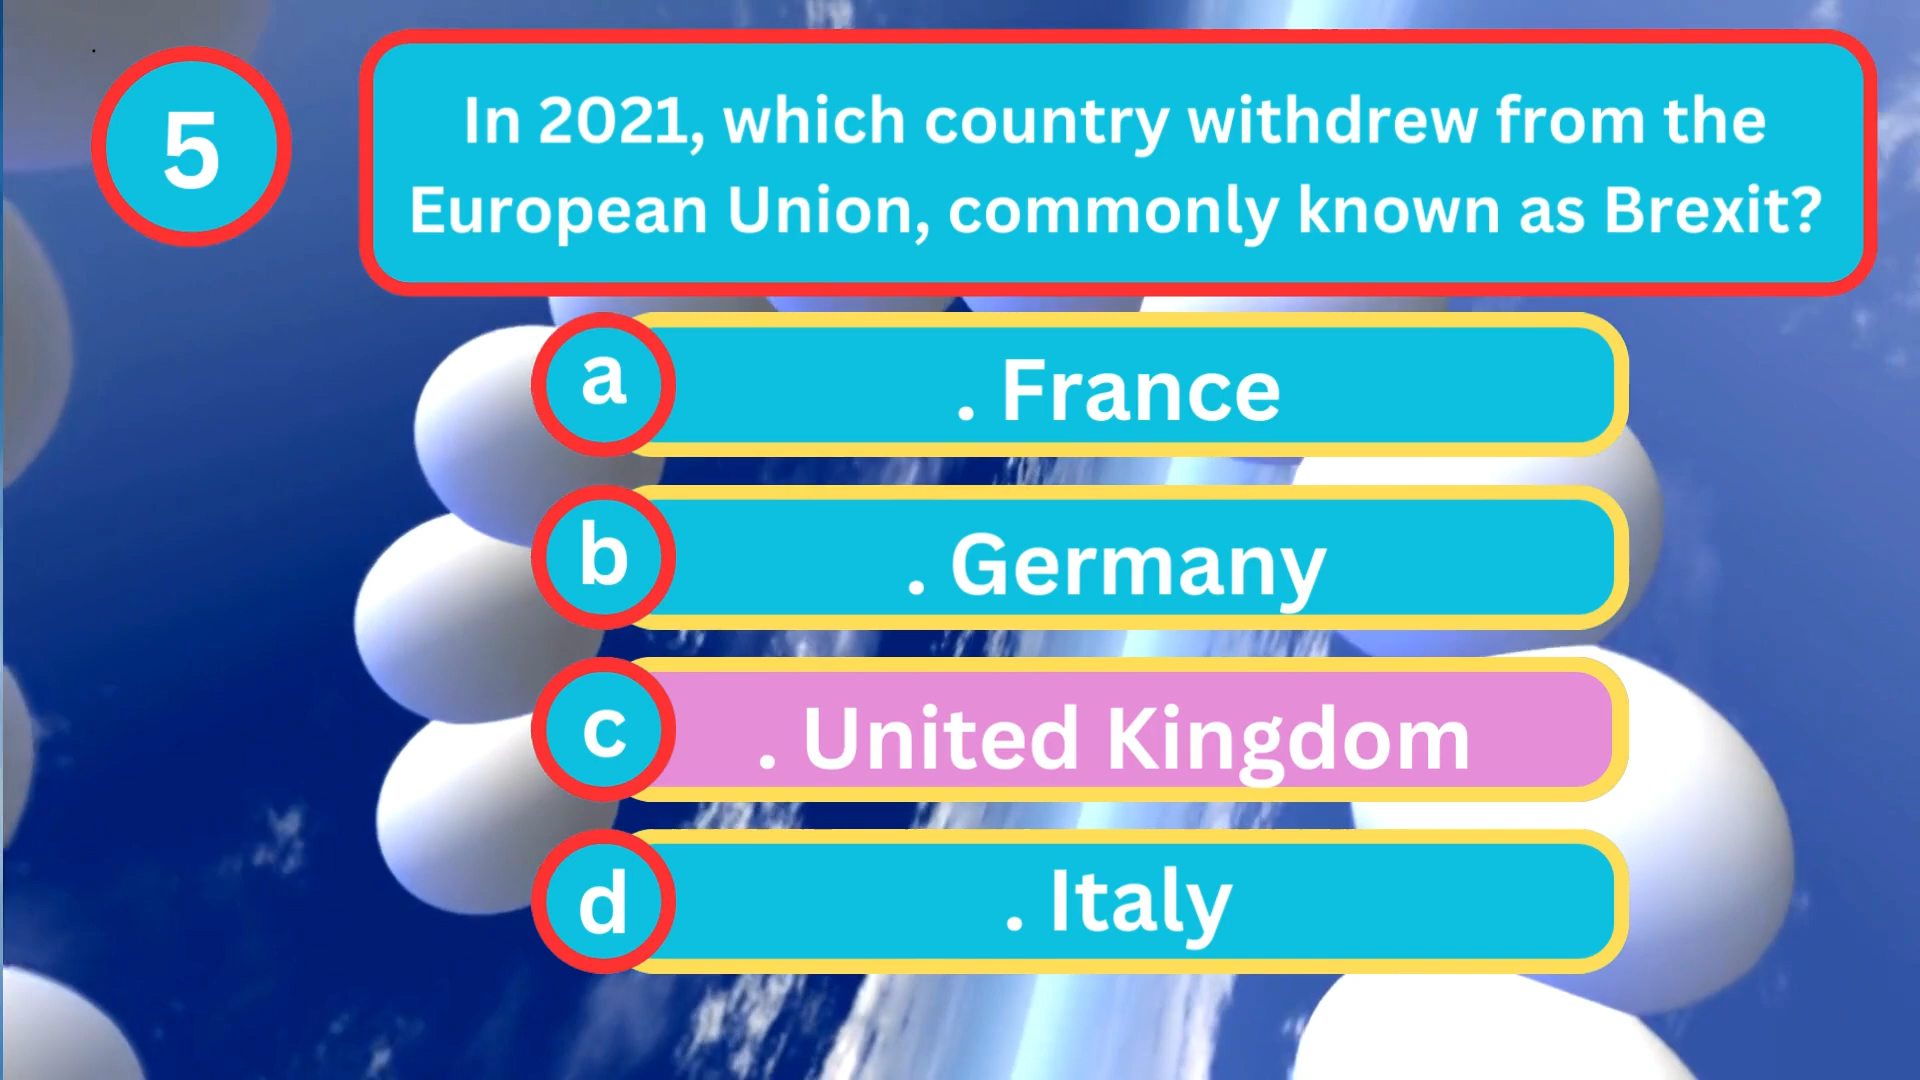 5
In 2021, which country withdrew from the
European Union, commonly known as Brexit?
a . France
b . Germany
c . United Kingdom
d . Italy